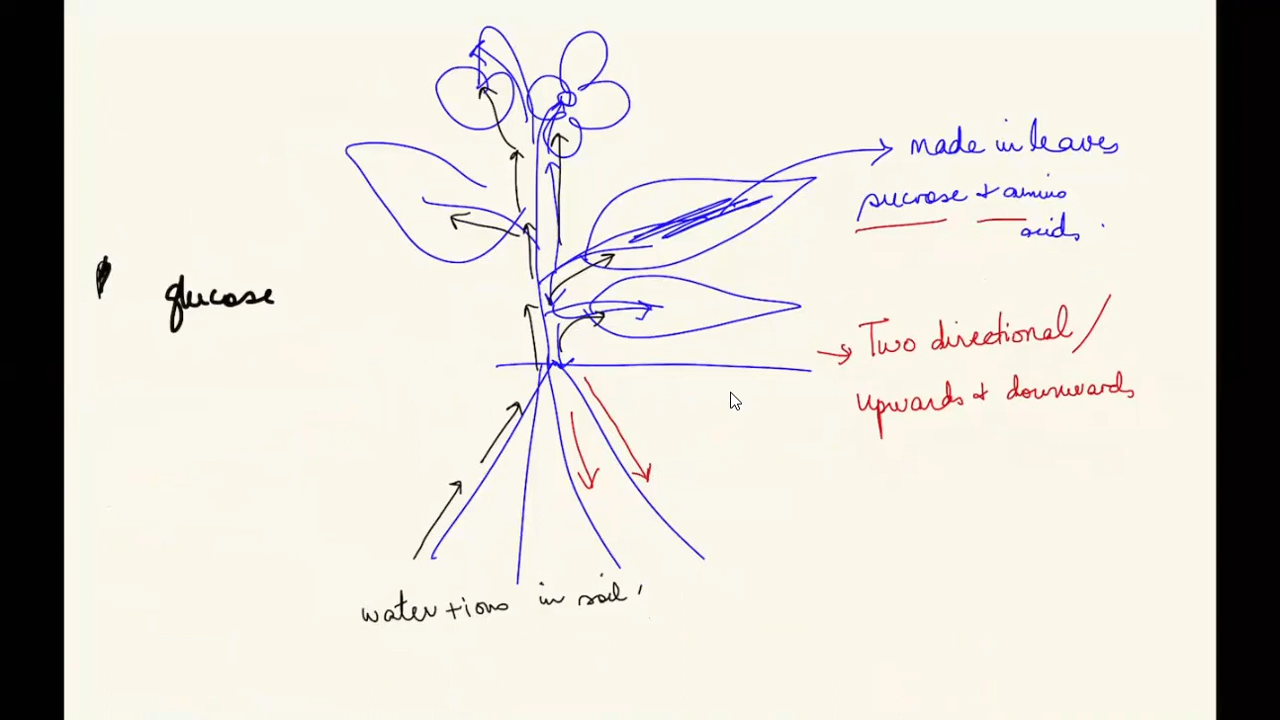 made in leaves
sucrose + amino
acids.
glucose
→ Two directional/
upwards + downwards
water + ions in soil